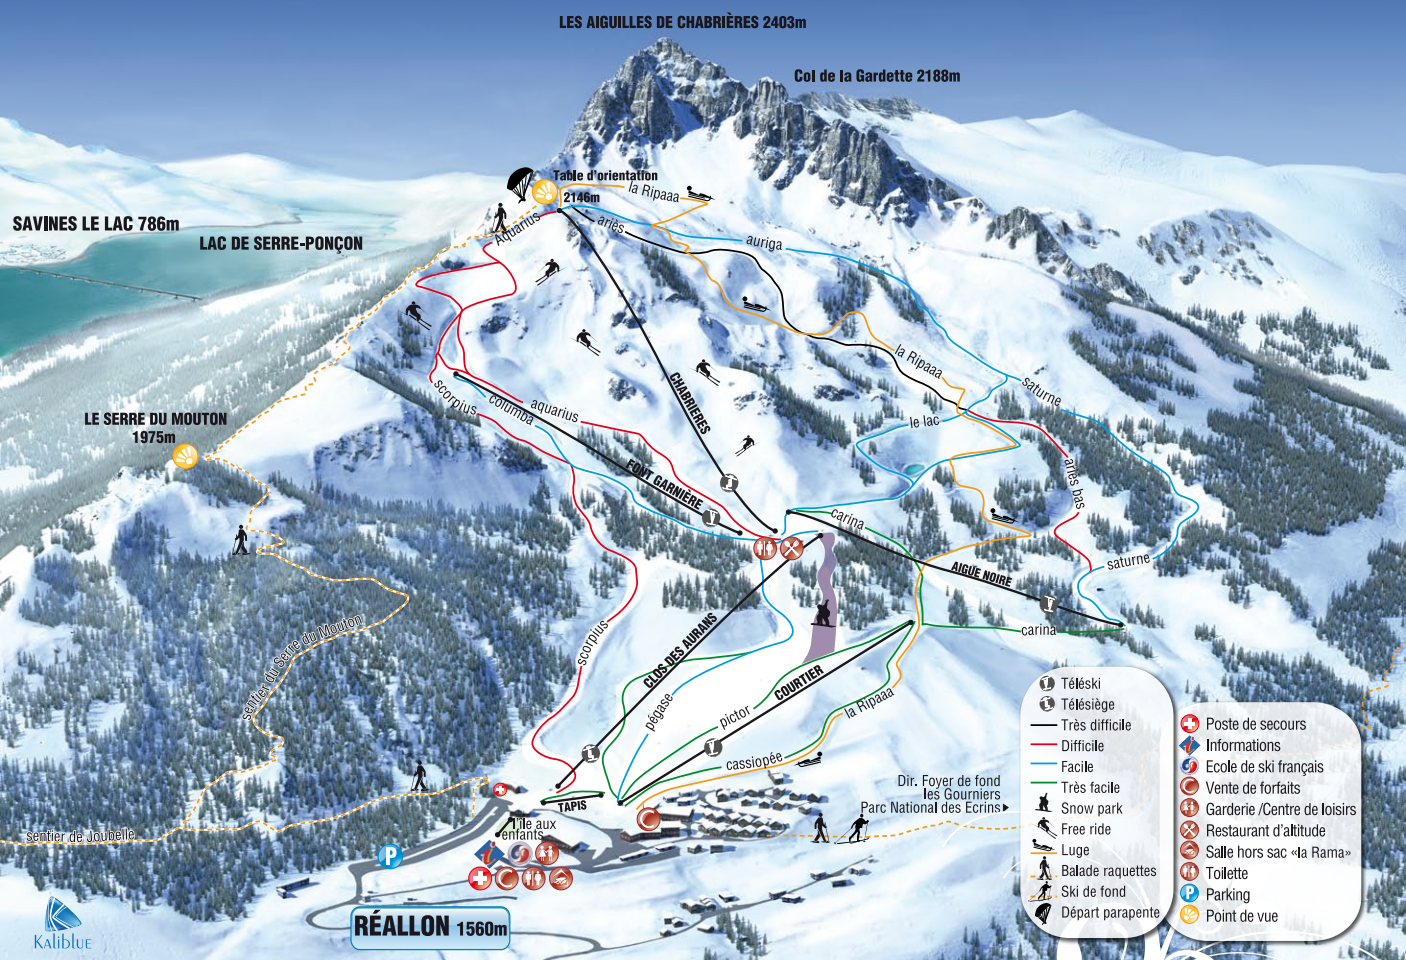 LES AIGUILLES DE CHABRIÈRES 2403m
Col de la Gardette 2188m
Table d'orientation
2146m
la Ripaaa
SAVINES LE LAC 786m
LAC DE SERRE-PONÇON
Aquarius
ariès
auriga
la Ripaaa
saturne
CHABRIERES
scorpius
columba
aquarius
le lac
LE SERRE DU MOUTON
1975m
FONT GARNIÈRE
ariès bas
carina
AIGUE NOIRE
saturne
carina
scorpius
CLOS DES AURANS
sentier du Serre du Mouton
COURTIER
pégase
pictor
la Ripaaa
cassiopée
TAPIS
Dir. Foyer de fond
les Gourniers
Parc National des Ecrins
sentier de Joubelle
l'île aux
enfants
P
RÉALLON 1560m
KALIBLUE
Téléski
Télésiège
Très difficile
Difficile
Facile
Très facile
Snow park
Free ride
Luge
Balade raquettes
Ski de fond
Départ parapente
Poste de secours
Informations
Ecole de ski français
Vente de forfaits
Garderie /Centre de loisirs
Restaurant d'altitude
Salle hors sac «la Rama»
Toilette
P Parking
Point de vue